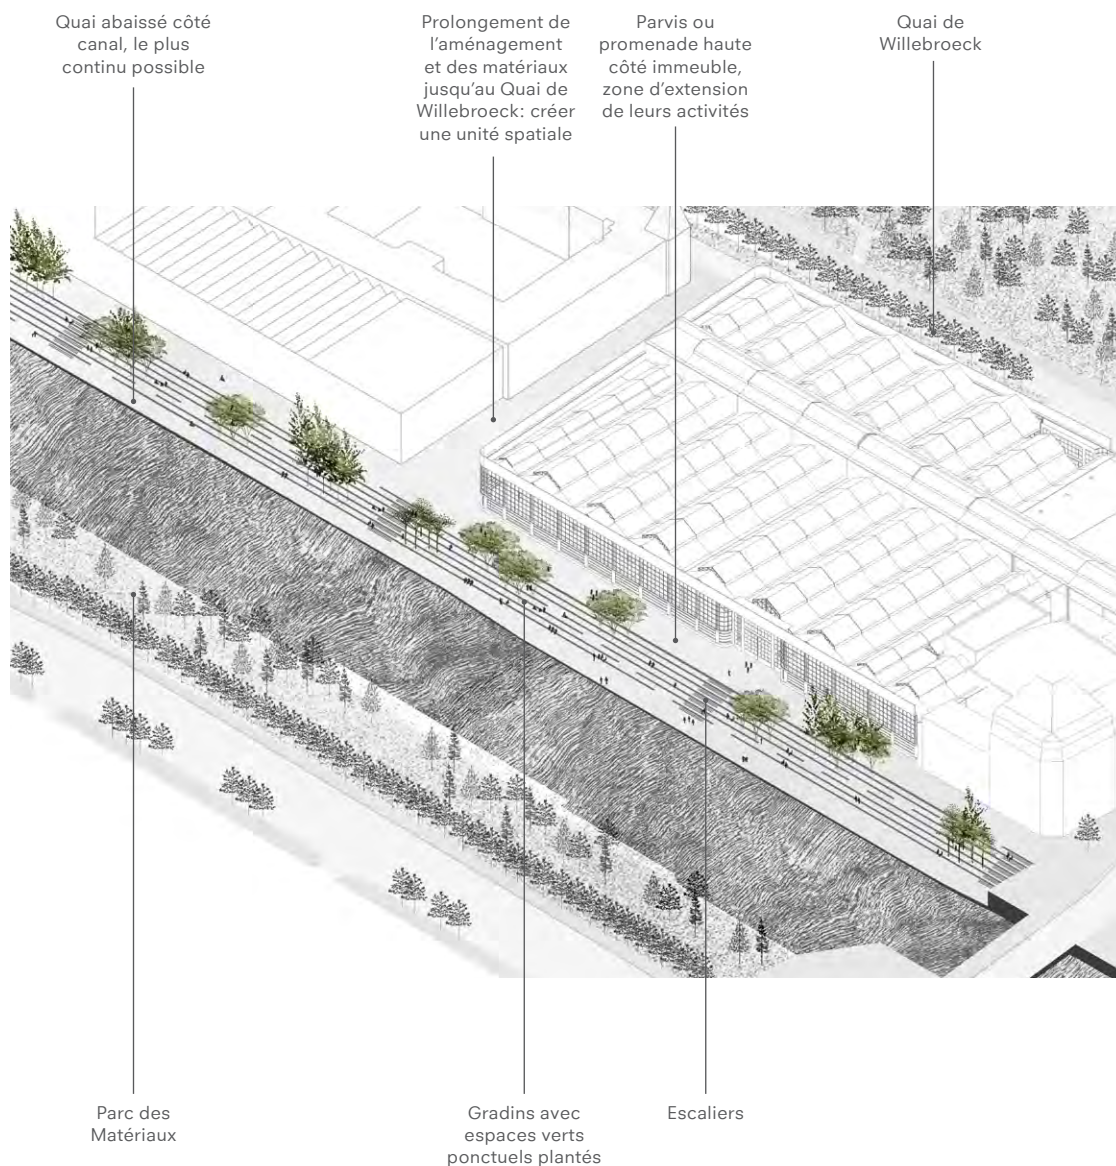 Quai abaissé côté
canal, le plus
continu possible
Prolongement de
l’aménagement
et des matériaux
jusqu’au Quai de
Willebroeck: créer
une unité spatiale
Parvis ou
promenade haute
côté immeuble,
zone d’extension
de leurs activités
Quai de
Willebroeck
Parc des
Matériaux
Gradins avec
espaces verts
ponctuels plantés
Escaliers